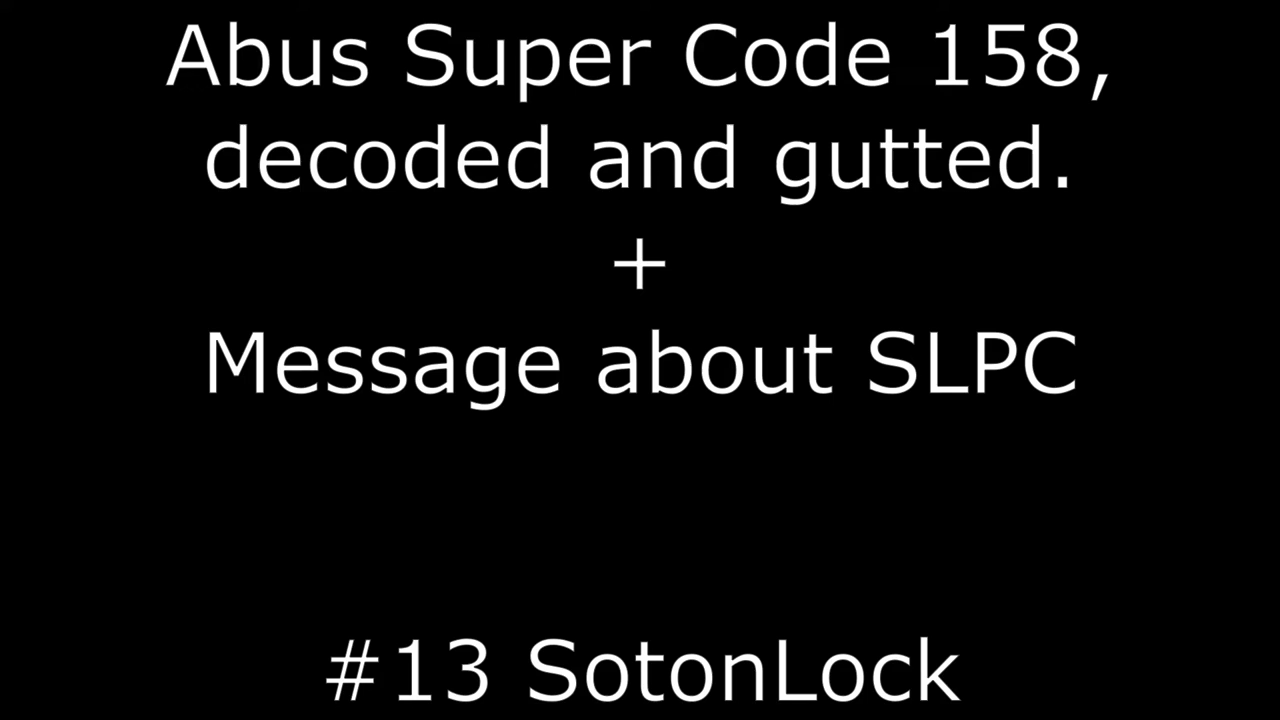 Abus Super Code 158,
decoded and gutted.
+
Message about SLPC
#13 SotonLock